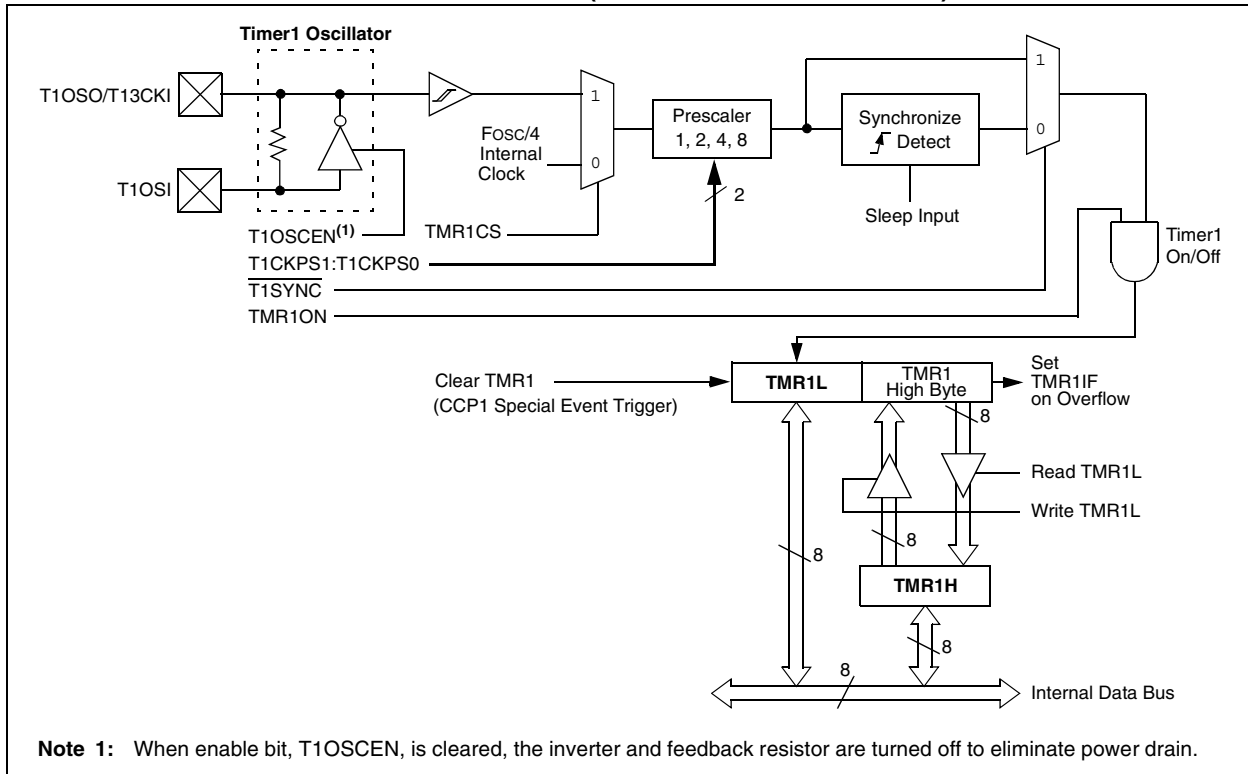 Timer1 Oscillator
T1OSO/T13CKI
T1OSI
FOSC/4
Internal
Clock
1
0
Prescaler
1, 2, 4, 8
2
Synchronize
Detect
Sleep Input
1
0
T1OSCEN(1)
TMR1CS
T1CKPS1:T1CKPS0
T1SYNC
TMR1ON
Timer1
On/Off
Clear TMR1
(CCP1 Special Event Trigger)
TMR1L
TMR1
High Byte
Set
TMR1IF
on Overflow
8
Read TMR1L
Write TMR1L
8
8
TMR1H
8
8
Internal Data Bus
Note 1: When enable bit, T1OSCEN, is cleared, the inverter and feedback resistor are turned off to eliminate power drain.